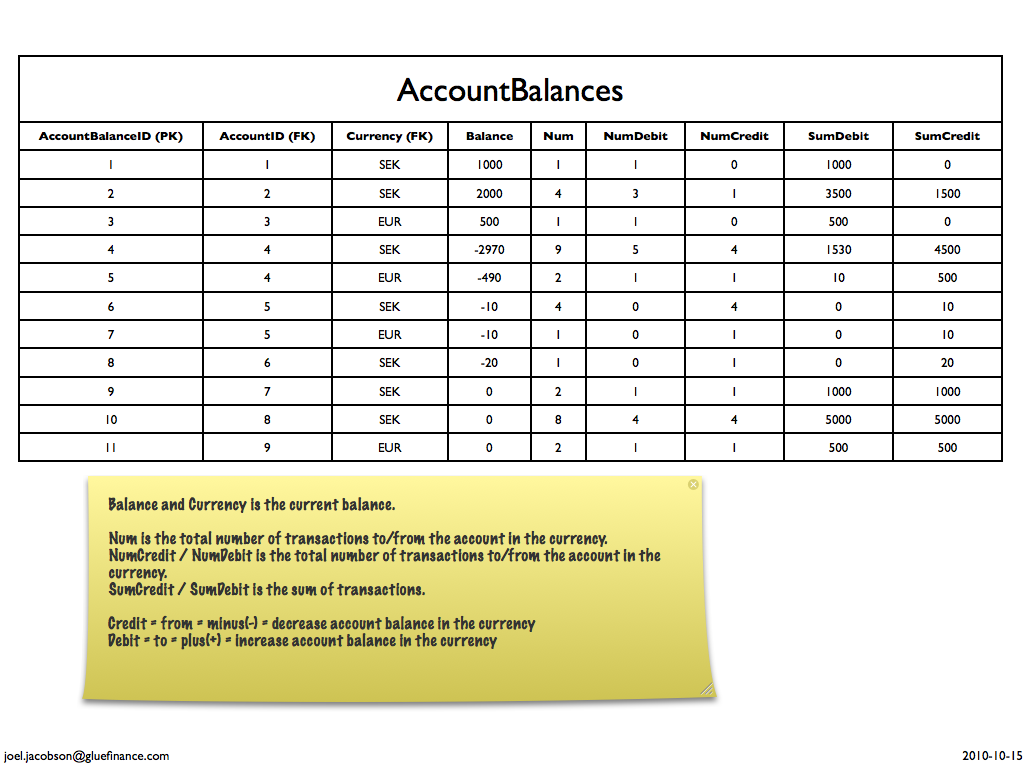 AccountBalances
AccountBalanceID (PK) AccountID (FK) Currency (FK) Balance Num NumDebit NumCredit SumDebit SumCredit
1 1 SEK 1000 1 1 0 1000 0
2 2 SEK 2000 4 3 1 3500 1500
3 3 EUR 500 1 1 0 500 0
4 4 SEK -2970 9 5 4 1530 4500
5 4 EUR -490 2 1 1 10 500
6 5 SEK -10 4 0 4 0 10
7 5 EUR -10 1 0 1 0 10
8 6 SEK -20 1 0 1 0 20
9 7 SEK 0 2 1 1 1000 1000
10 8 SEK 0 8 4 4 5000 5000
11 9 EUR 0 2 1 1 500 500
Balance and Currency is the current balance.
Num is the total number of transactions to/from the account in the currency.
NumCredit / NumDebit is the total number of transactions to/from the account in the
currency.
SumCredit / SumDebit is the sum of transactions.
Credit = from = minus(-) = decrease account balance in the currency
Debit = to = plus(+) = increase account balance in the currency
joel.jacobson@gluefinance.com 2010-10-15